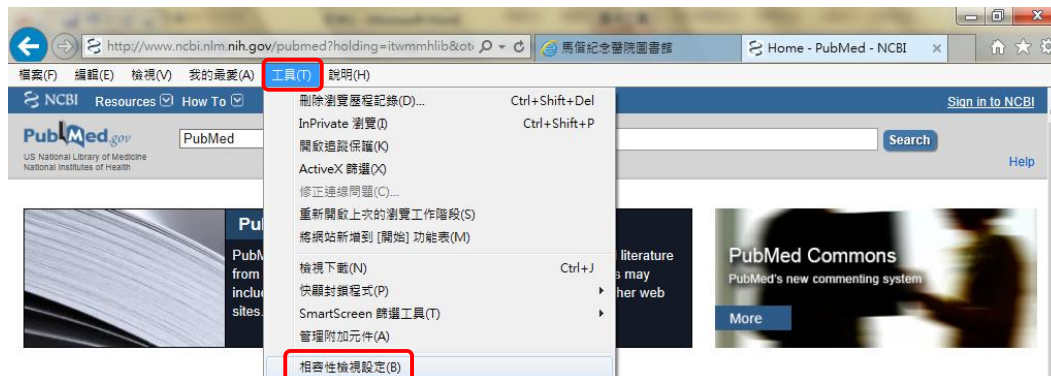 http://www.ncbi.nlm.nih.gov/pubmed?holding=itwmmhlib&oto
馬偕紀念醫院圖書館
Home - PubMed - NCBI
檔案(F) 編輯(E) 檢視(V) 我的最愛(A) 工具(T) 說明(H)
NCBI Resources How To
Sign in to NCBI
PubMed.gov
US National Library of Medicine
National Institutes of Health
PubMed
Search
Help
刪除瀏覽歷程記錄(D)... Ctrl+Shift+Del
InPrivate 瀏覽(I) Ctrl+Shift+P
開啟追蹤保護(K)
ActiveX 篩選(X)
修正連線問題(C)...
重新開啟上次的瀏覽工作階段(S)
將網站新增到 [開始] 功能表(M)
檢視下載(N) Ctrl+J
快顯封鎖程式(P)
SmartScreen 篩選工具(T)
管理附加元件(A)
相容性檢視設定(B)
Pu
PubM
literature
from
s may
inclu
her web
sites.
PubMed Commons
PubMed's new commenting system
More